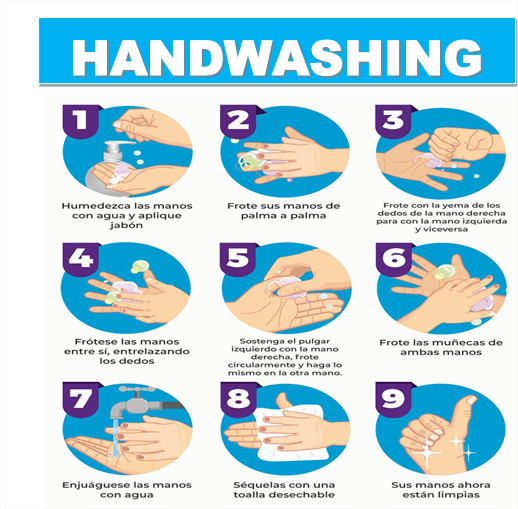 HANDWASHING
1
Humedezca las manos
con agua y aplique
jabón
2
Frote sus manos de
palma a palma
3
Frote con la yema de los
dedos de la mano derecha
para con la mano izquierda
y viceversa
4
Frótese las manos
entre sí, entrelazando
los dedos
5
Sostenga el pulgar
izquierdo con la mano
derecha, frote
circularmente y haga lo
mismo en la otra mano.
6
Frote las muñecas de
ambas manos
7
Enjuáguese las manos
con agua
8
Séquelas con una
toalla desechable
9
Sus manos ahora
están limpias